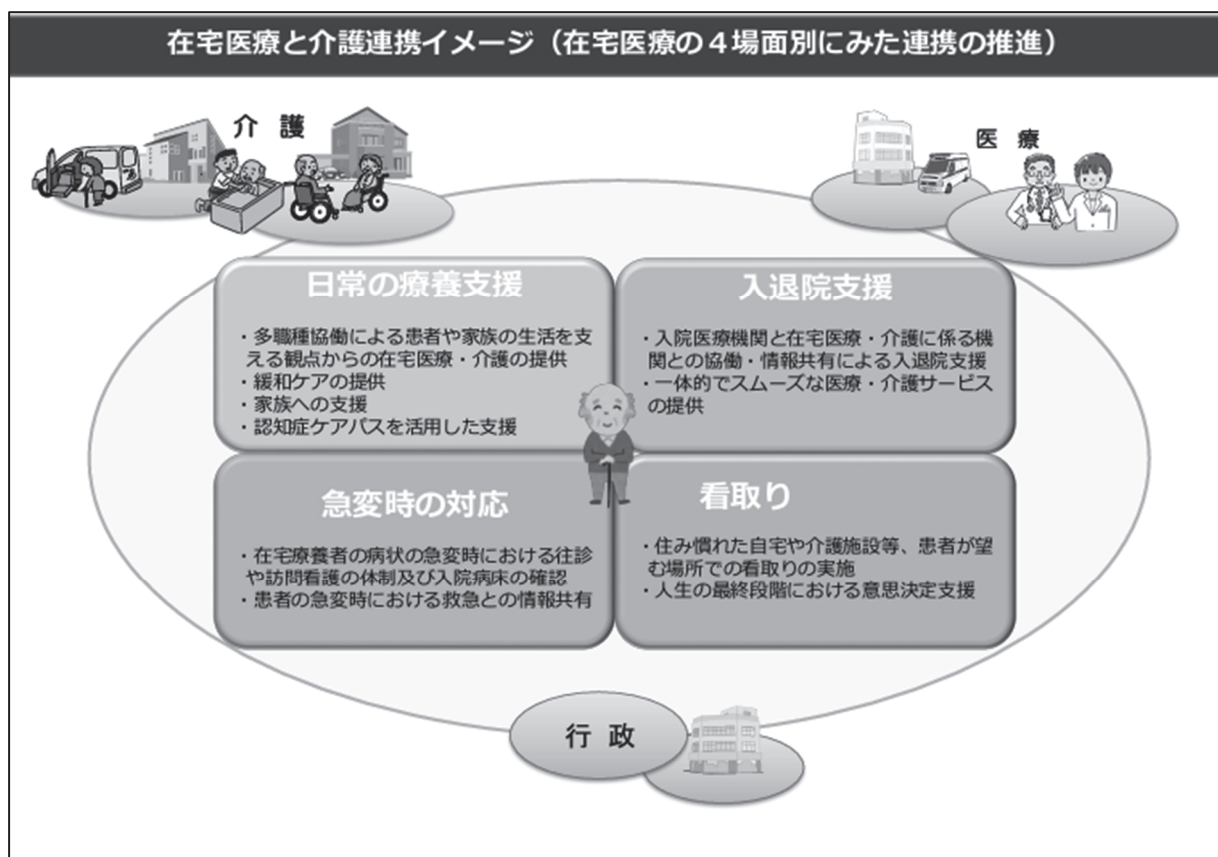 在宅医療と介護連携イメージ（在宅医療の４場面別にみた連携の推進）
介 護
医 療
日常の療養支援
・多職種協働による患者や家族の生活を支
える観点からの在宅医療・介護の提供
・緩和ケアの提供
・家族への支援
・認知症ケアパスを活用した支援
入退院支援
・入院医療機関と在宅医療・介護に係る機
関との協働・情報共有による入退院支援
・一体的でスムーズな医療・介護サービス
の提供
急変時の対応
・在宅療養者の病状の急変時における往診
や訪問看護の体制及び入院病床の確認
・患者の急変時における救急との情報共有
看取り
・住み慣れた自宅や介護施設等、患者が望
む場所での看取りの実施
・人生の最終段階における意思決定支援
行 政